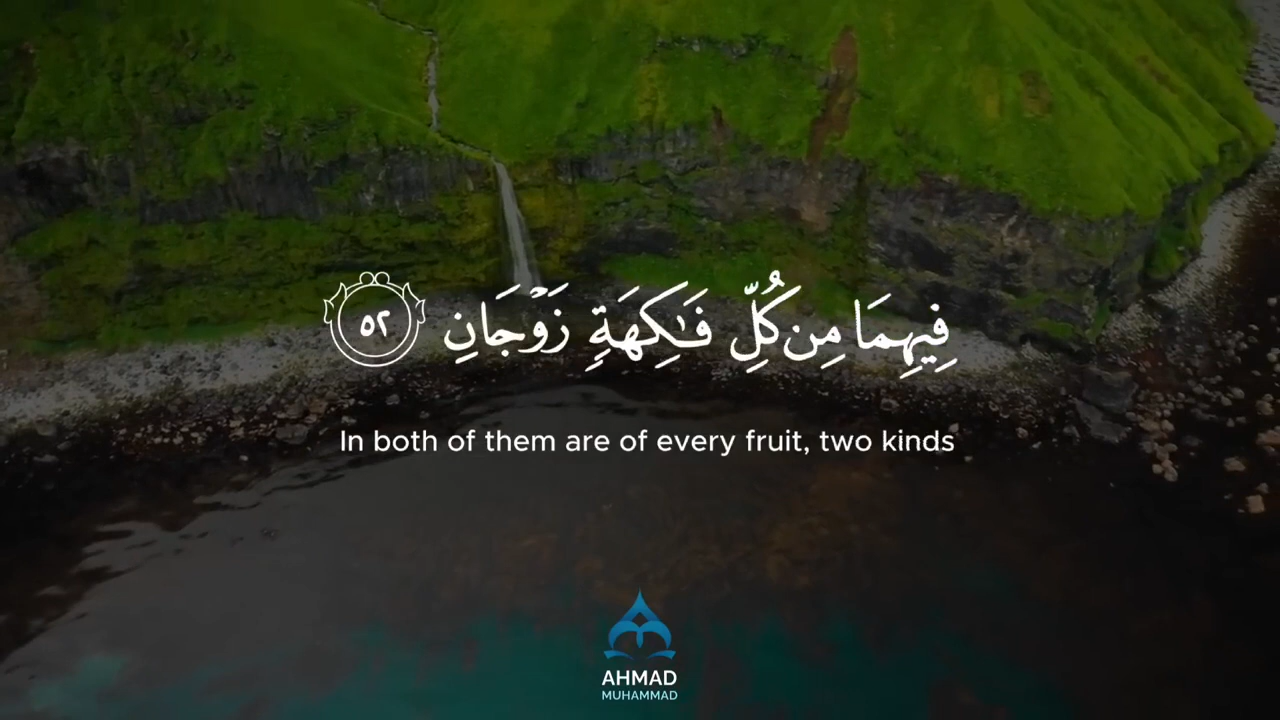 فِيهِمَا مِن كُلِّ فَـٰكِهَةٍ زَوْجَانِ ٥٢
In both of them are of every fruit, two kinds
AHMAD
MUHAMMAD